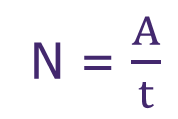 N = A/t